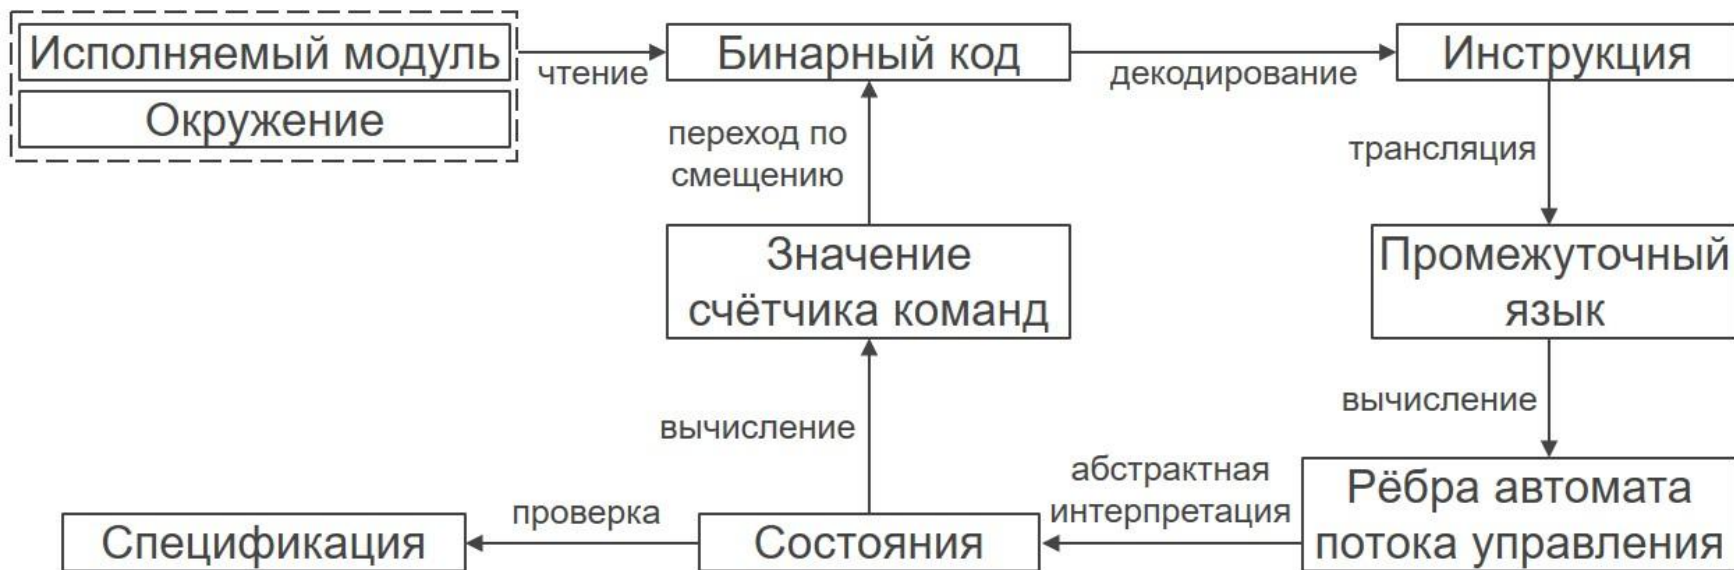 Исполняемый модуль
Окружение
чтение
Бинарный код
декодирование
Инструкция
переход по
смещению
трансляция
Значение
счётчика команд
Промежуточный
язык
вычисление
вычисление
абстрактная
интерпретация
Рёбра автомата
потока управления
Состояния
проверка
Спецификация